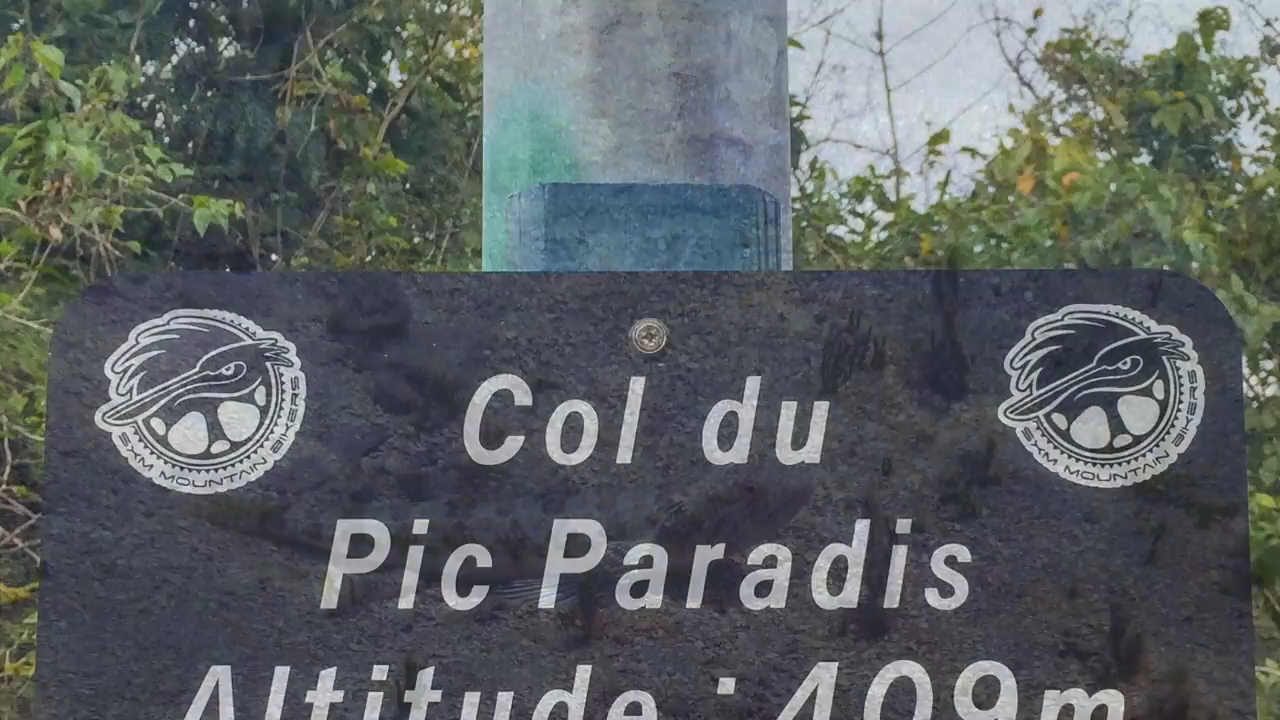 Col du
Pic Paradis
Altitude : 409m
SXM MOUNTAIN BIKERS
SXM MOUNTAIN BIKERS